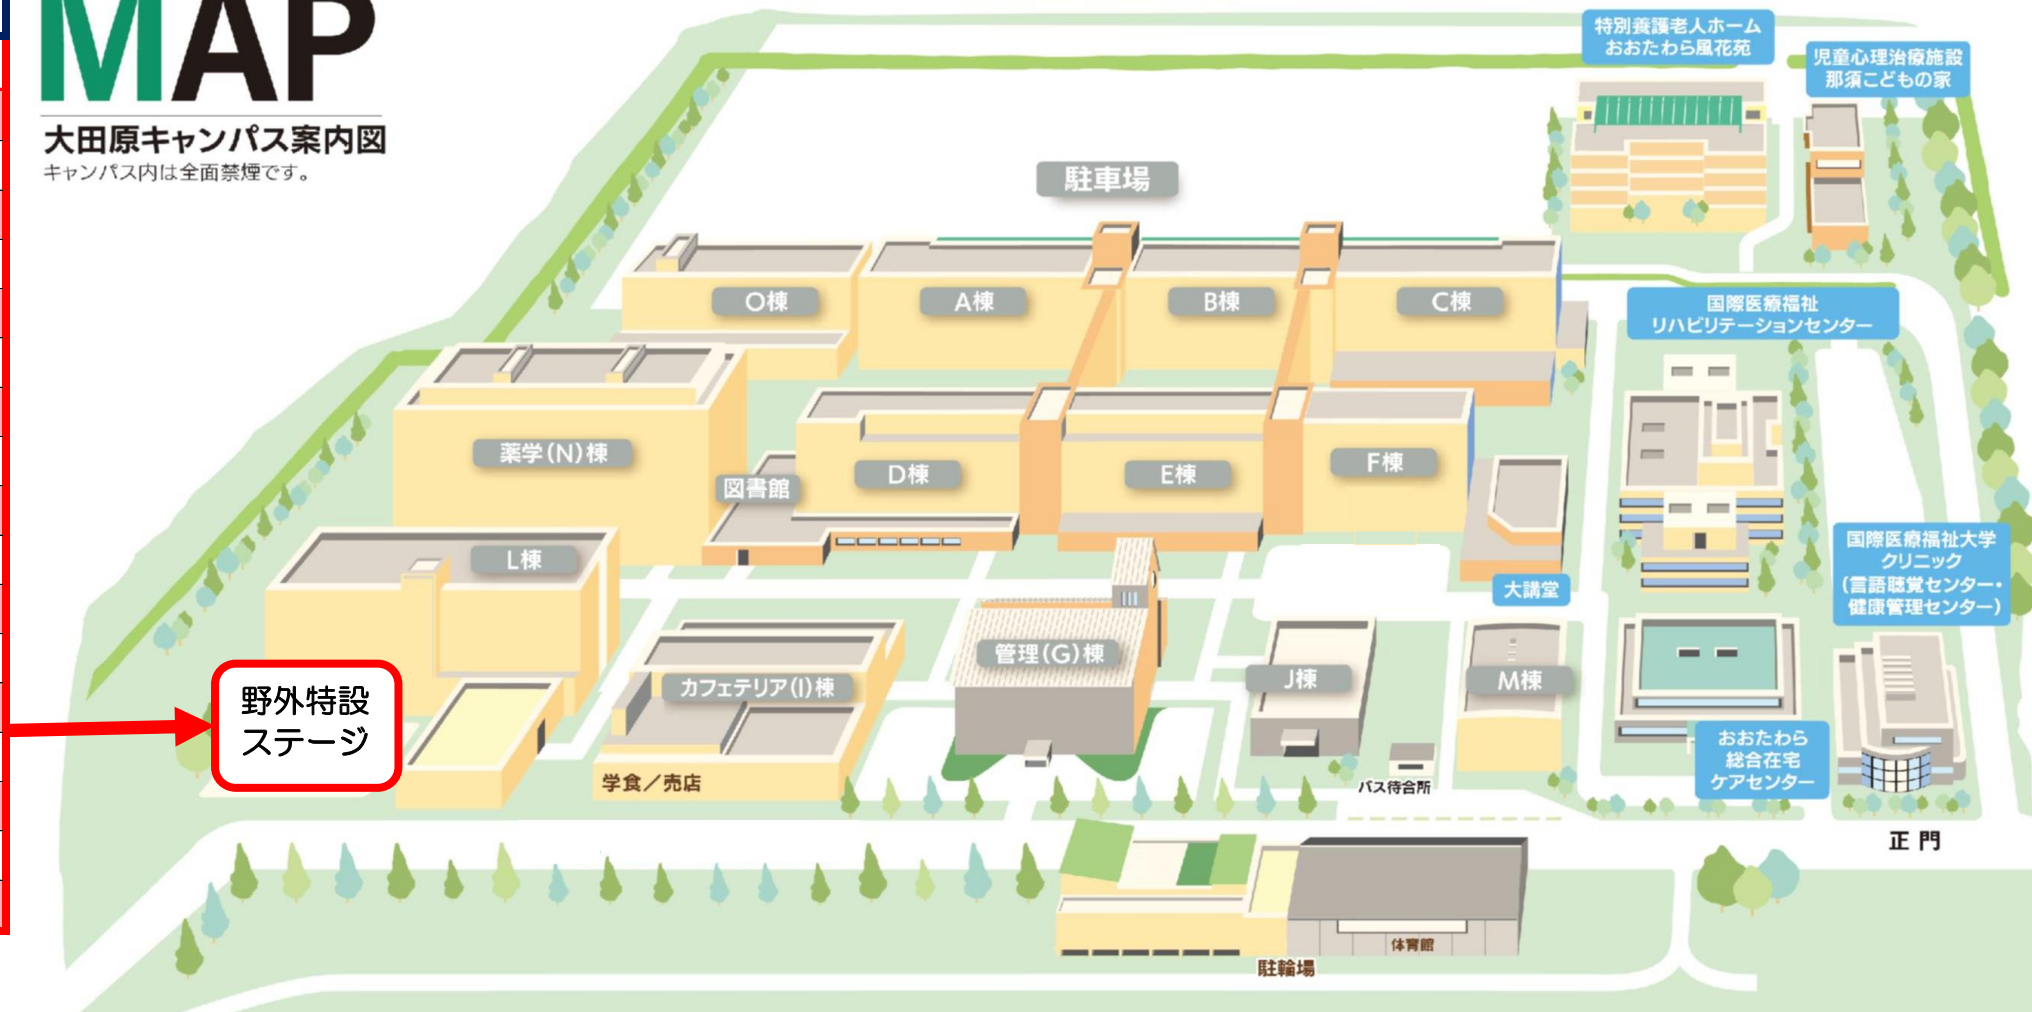 MAP
大田原キャンパス案内図
キャンパス内は全面禁煙です。
特別養護老人ホーム
おおたわら風花苑
児童心理治療施設
那須こどもの家
駐車場
O棟
A棟
B棟
C棟
国際医療福祉
リハビリテーションセンター
薬学(N)棟
図書館
D棟
E棟
F棟
L棟
大講堂
国際医療福祉大学
クリニック
(言語聴覚センター・
健康管理センター)
野外特設
ステージ
カフェテリア(I)棟
管理(G)棟
J棟
M棟
学食／売店
バス待合所
おおたわら
総合在宅
ケアセンター
正門
体育館
駐輪場